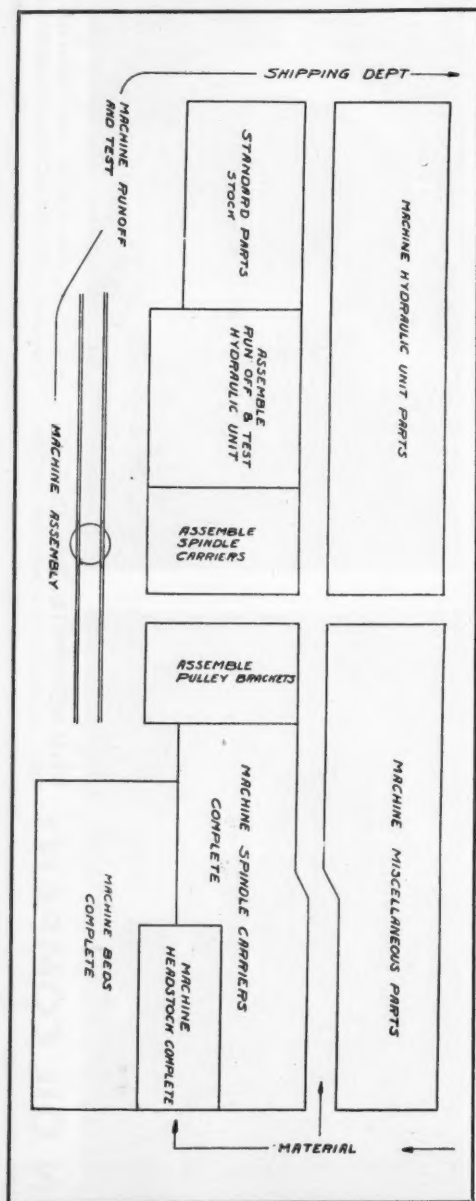 SHIPPING DEPT
MACHINE RUNOFF
AND TEST
STANDARD PARTS
STOCK
MACHINE HYDRAULIC UNIT PARTS
ASSEMBLE
RUN OFF & TEST
HYDRAULIC UNIT
MACHINE ASSEMBLY
ASSEMBLE
SPINDLE
CARRIERS
ASSEMBLE
PULLEY BRACKETS
MACHINE SPINDLE CARRIERS
COMPLETE
MACHINE MISCELLANEOUS PARTS
MACHINE BEDS
COMPLETE
MACHINE
HEADSTOCK COMPLETE
MATERIAL